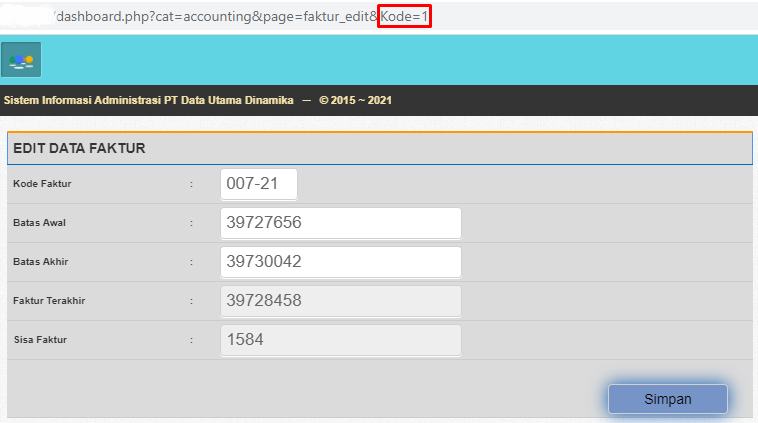 /dashboard.php?cat=accounting&page=faktur_edit&Kode=1
Sistem Informasi Administrasi PT Data Utama Dinamika — © 2015 ~ 2021
EDIT DATA FAKTUR
Kode Faktur : 007-21
Batas Awal : 39727656
Batas Akhir : 39730042
Faktur Terakhir : 39728458
Sisa Faktur : 1584
Simpan